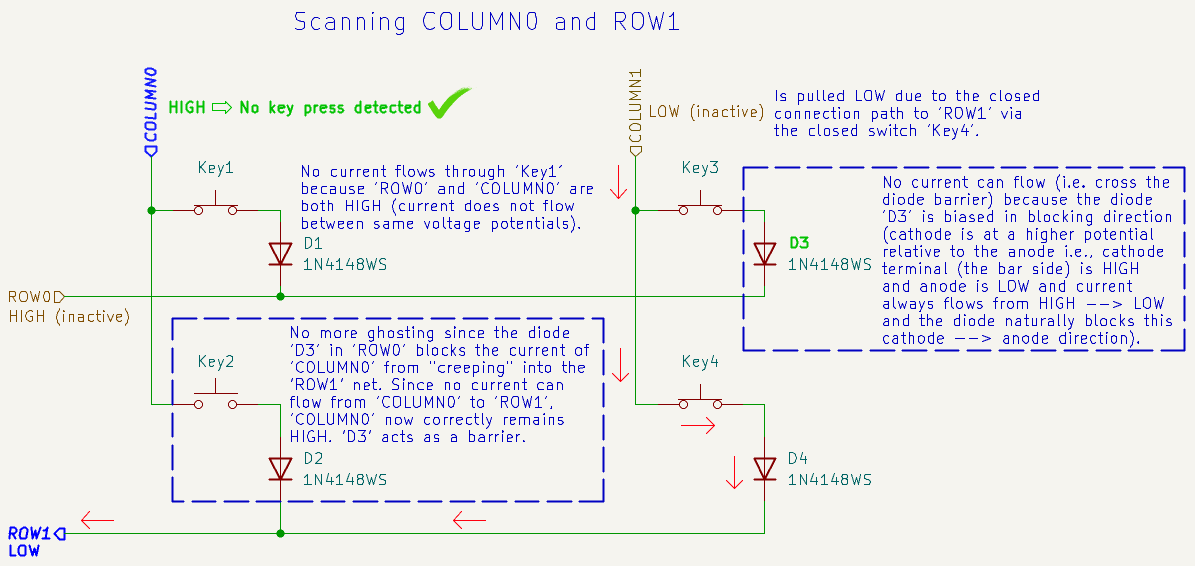 Scanning COLUMN0 and ROW1
COLUMN0
HIGH ⇨ No key press detected
COLUMN1
LOW (inactive)
Is pulled LOW due to the closed
connection path to 'ROW1' via
the closed switch 'Key4'.
Key1
No current flows through 'Key1'
because 'ROW0' and 'COLUMN0' are
both HIGH (current does not flow
between same voltage potentials).
D1
1N4148WS
Key3
D3
1N4148WS
No current can flow (i.e. cross the
diode barrier) because the diode
'D3' is biased in blocking direction
(cathode is at a higher potential
relative to the anode i.e., cathode
terminal (the bar side) is HIGH
and anode is LOW and current
always flows from HIGH --> LOW
and the diode naturally blocks this
cathode --> anode direction).
ROW0
HIGH (inactive)
Key2
No more ghosting since the diode
'D3' in 'ROW0' blocks the current of
'COLUMN0' from "creeping" into the
'ROW1' net. Since no current can
flow from 'COLUMN0' to 'ROW1',
'COLUMN0' now correctly remains
HIGH. 'D3' acts as a barrier.
D2
1N4148WS
Key4
D4
1N4148WS
ROW1
LOW